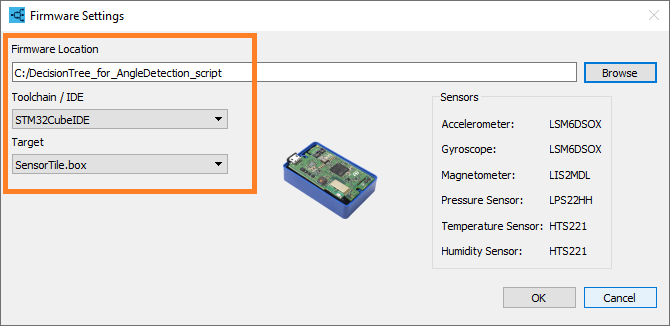 Firmware Settings
Firmware Location
C:/DecisionTree_for_AngleDetection_script
Browse
Toolchain / IDE
STM32CubeIDE
Target
SensorTile.box
Sensors
Accelerometer: LSM6DSOX
Gyroscope: LSM6DSOX
Magnetometer: LIS2MDL
Pressure Sensor: LPS22HH
Temperature Sensor: HTS221
Humidity Sensor: HTS221
OK
Cancel